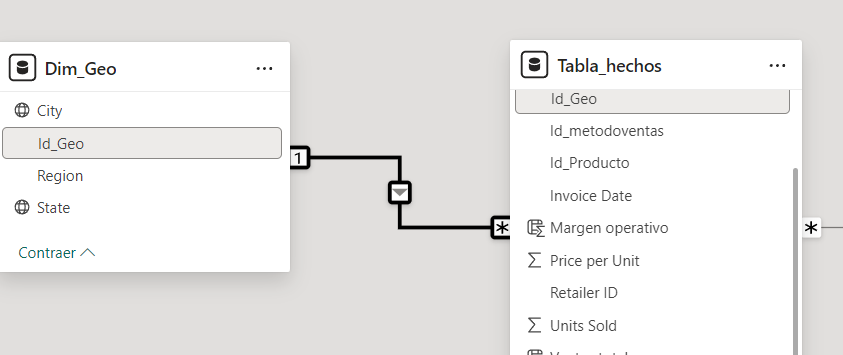 Dim_Geo
City
Id_Geo
Region
State
Contraer
1
*
Tabla_hechos
Id_Geo
Id_metodoventas
Id_Producto
Invoice Date
Margen operativo
Price per Unit
Retailer ID
Units Sold
*